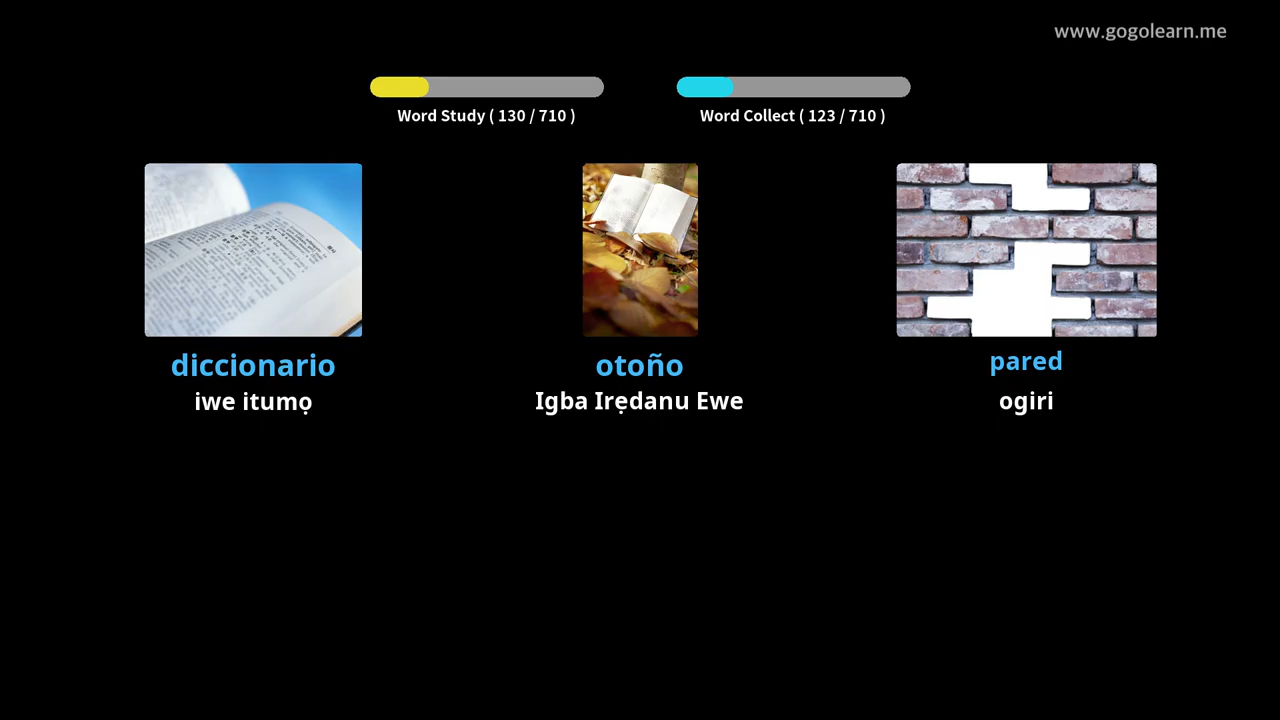 www.gogolearn.me
Word Study ( 130 / 710 )
Word Collect ( 123 / 710 )
diccionario
iwe itumọ
otoño
Igba Irẹdanu Ewe
pared
ogiri